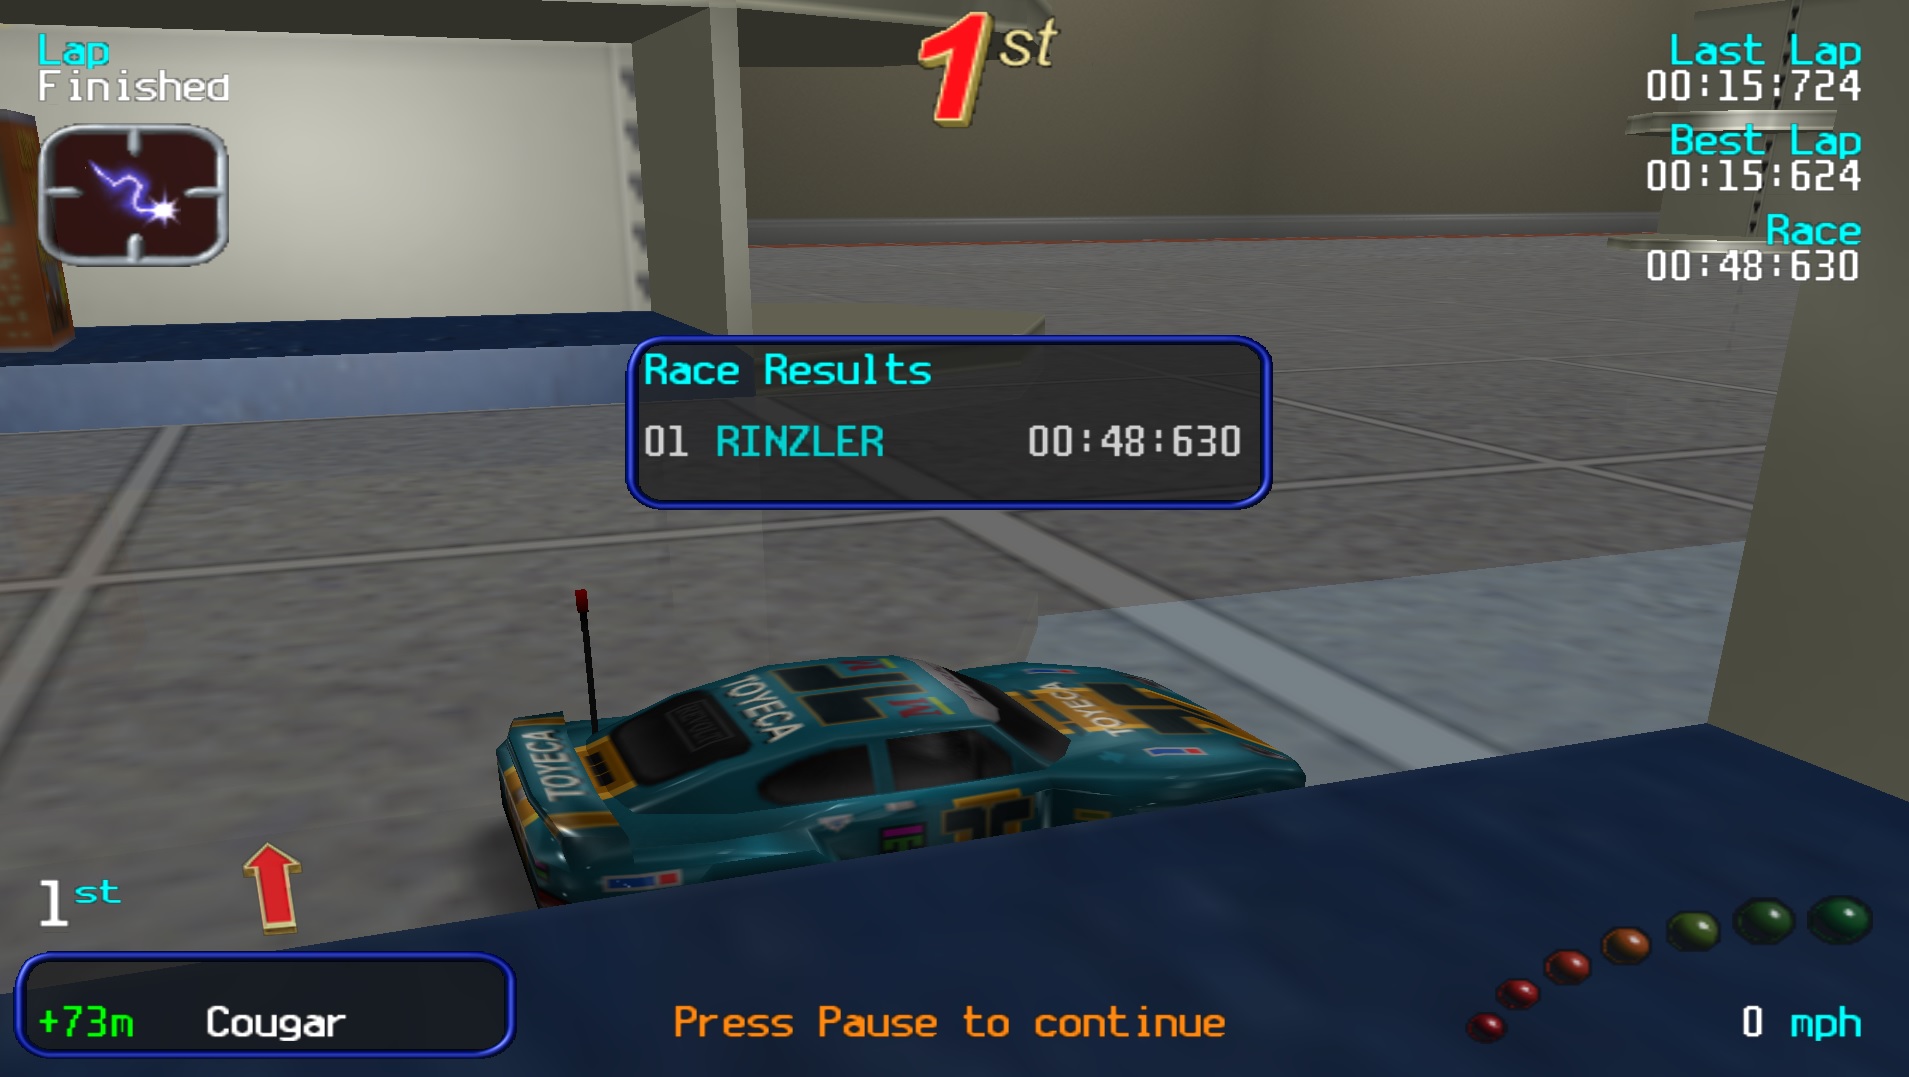 1st
Lap
Finished
Last Lap
00:15:724
Best Lap
00:15:624
Race
00:48:630
Race Results
01 RINZLER 00:48:630
TOYECA
TOYECA
TOYECA
1st
+73m Cougar
Press Pause to continue
0 mph